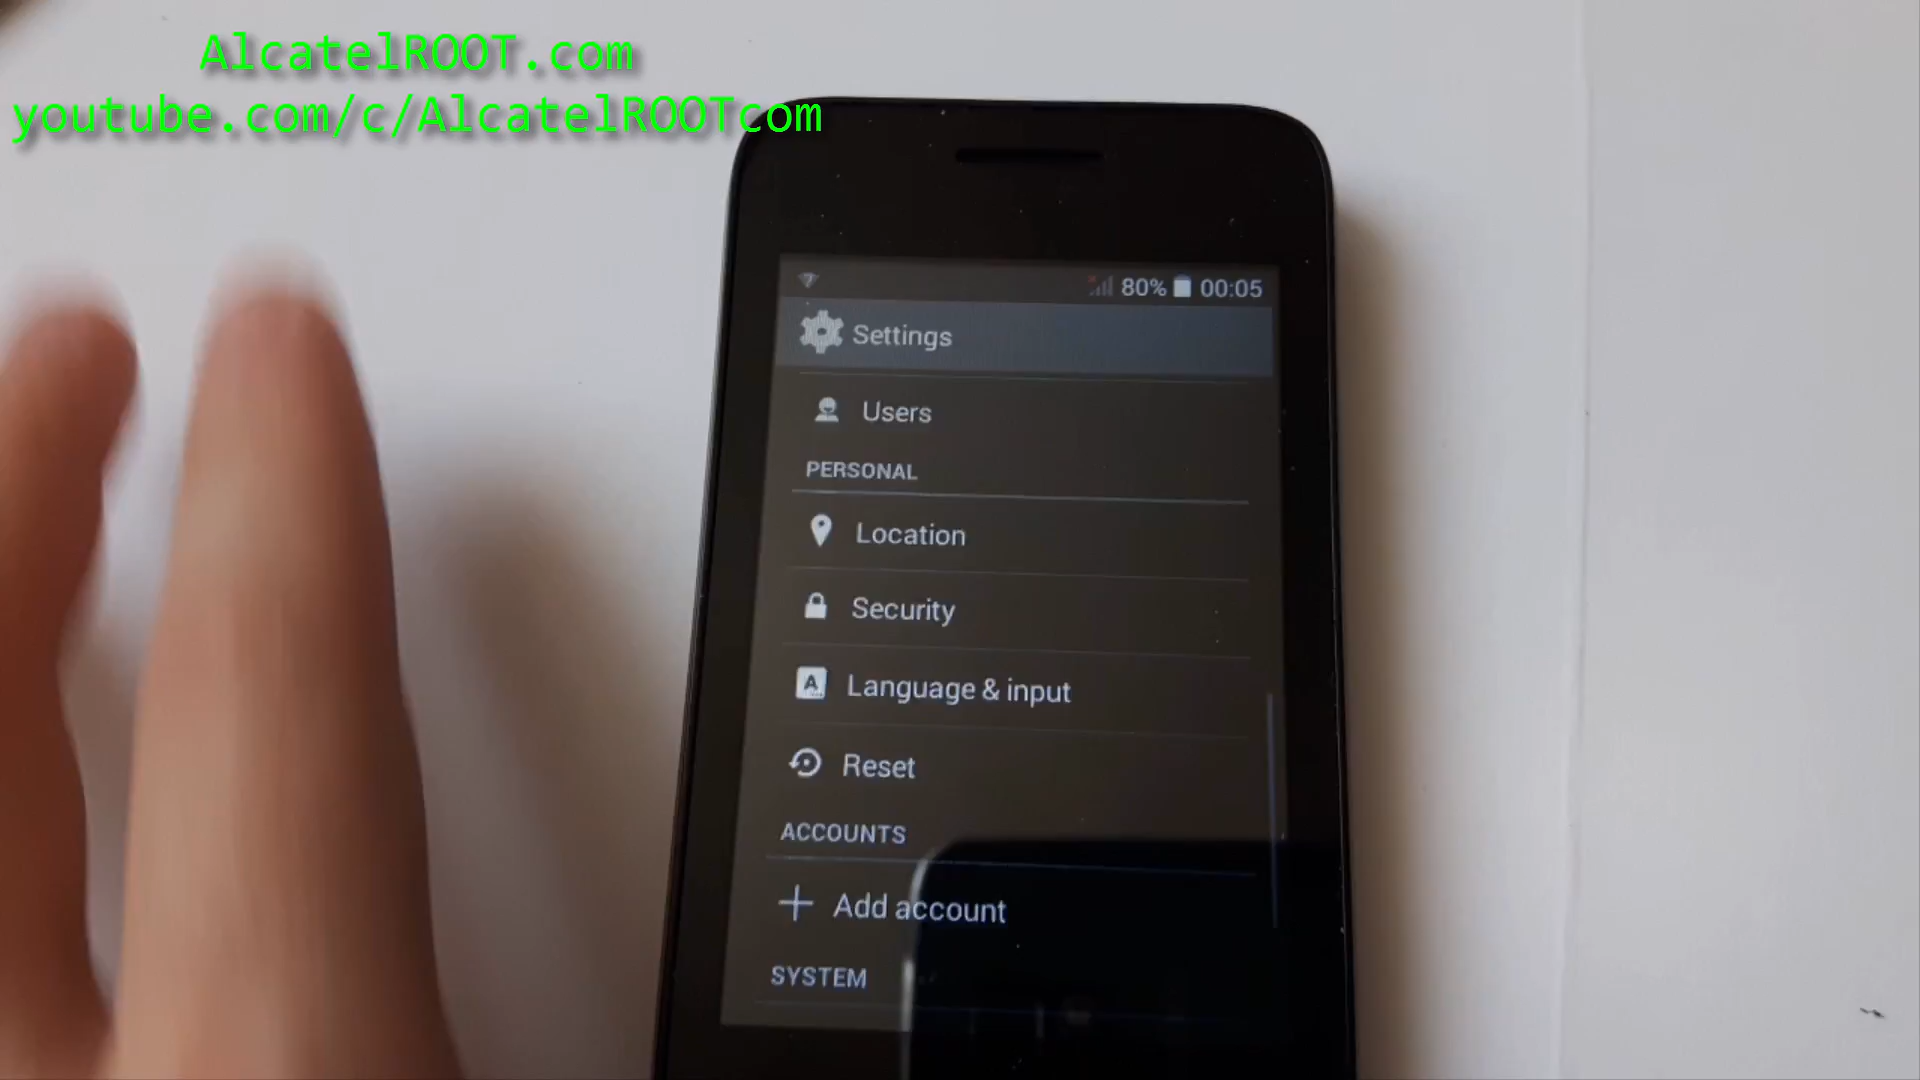 AlcatelROOT.com
youtube.com/c/AlcatelROOTcom
80% 00:05
Settings
Users
PERSONAL
Location
Security
Language & input
Reset
ACCOUNTS
Add account
SYSTEM